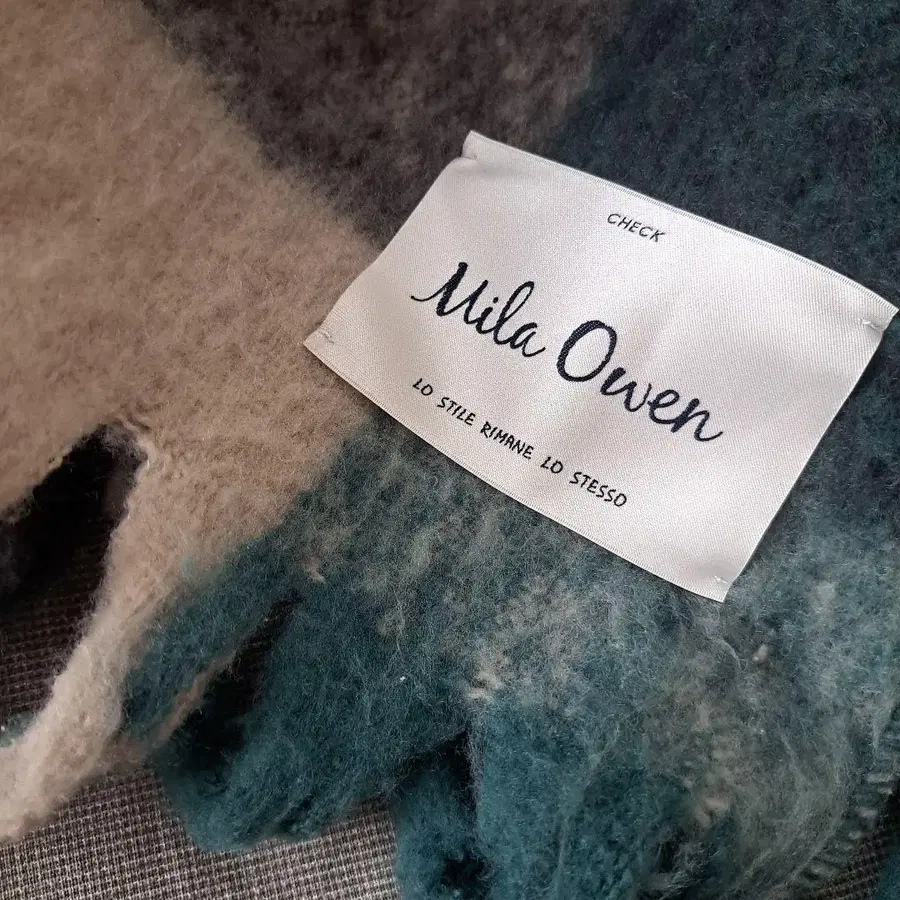 CHECK
Mila Owen
LO STILE RIMANE LO STESSO